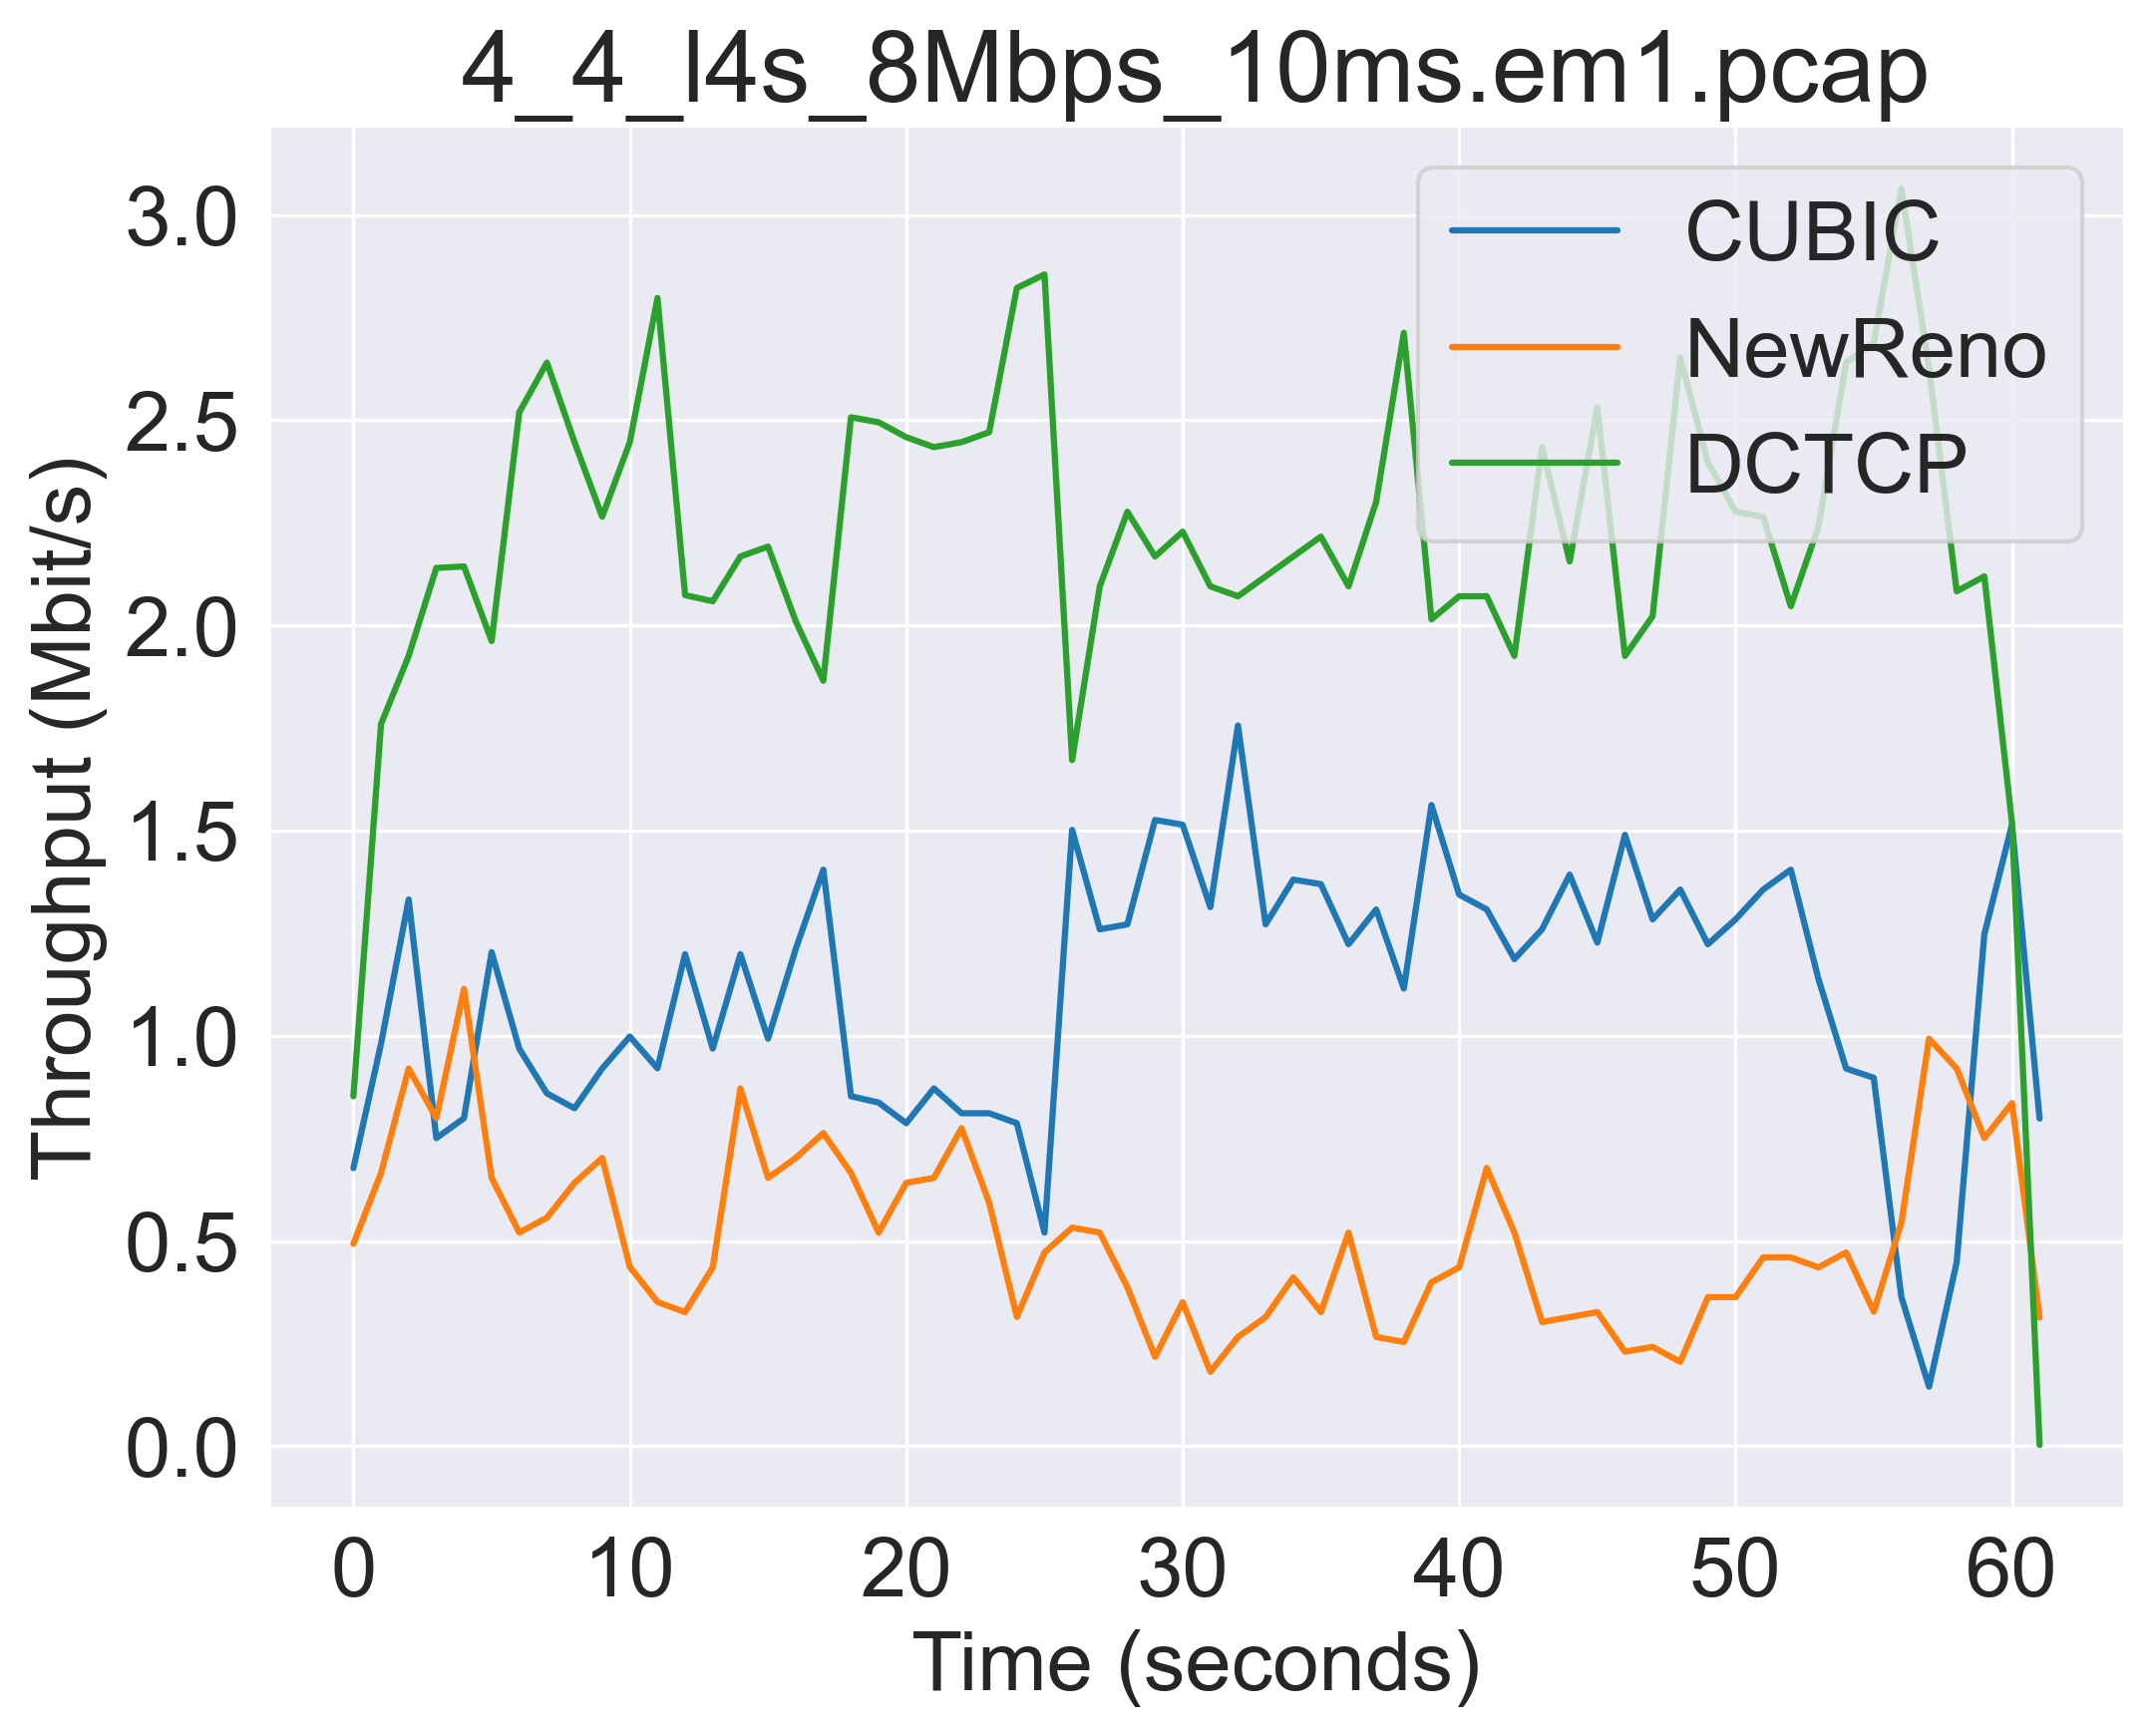 4_4_l4s_8Mbps_10ms.em1.pcap
CUBIC
NewReno
DCTCP
Throughput (Mbit/s)
3.0
2.5
2.0
1.5
1.0
0.5
0.0
0 10 20 30 40 50 60
Time (seconds)